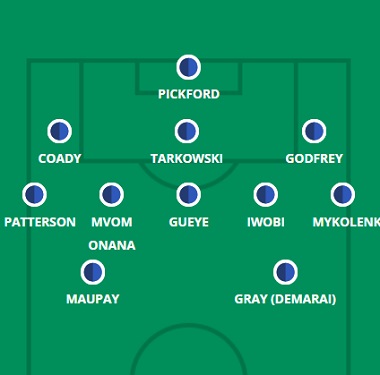 PICKFORD
COADY TARKOWSKI GODFREY
PATTERSON MVOM GUEYE IWOBI MYKOLENK
ONANA
MAUPAY GRAY (DEMARAI)